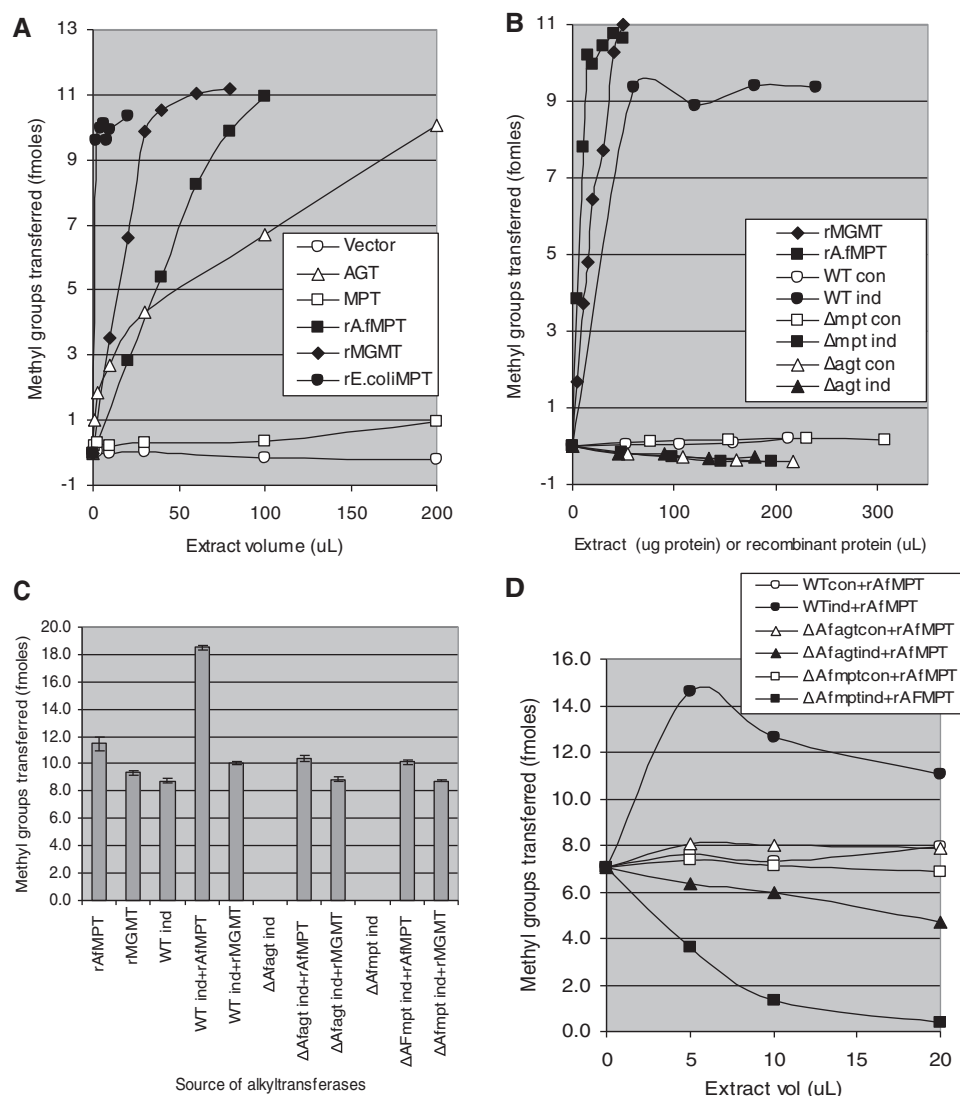 A
Methyl groups transferred (fmoles)
13
11
9
7
5
3
1
-1
0
50
100
150
200
Extract volume (uL)
Vector
AGT
MPT
rA.fMPT
rMGMT
rE.coliMPT
B
Methyl groups transferred (fomles)
11
9
7
5
3
1
-1
0
100
200
300
Extract (ug protein) or recombinant protein (uL)
rMGMT
rA.fMPT
WT con
WT ind
Δmpt con
Δmpt ind
Δagt con
Δagt ind
C
Methyl groups transferred (fmoles)
20.0
18.0
16.0
14.0
12.0
10.0
8.0
6.0
4.0
2.0
0.0
rAfMPT
rMGMT
WT ind
WT ind+rAfMPT
WT ind+rMGMT
ΔAfagt ind
ΔAfagt ind+rAfMPT
ΔAfagt ind+rMGMT
ΔAfmpt ind
ΔAFmpt ind+rAfMPT
ΔAfmpt ind+rMGMT
Source of alkyltransferases
D
WTcon+rAfMPT
WTind+rAfMPT
ΔAfagtcon+rAfMPT
ΔAfagtind+rAfMPT
ΔAfmptcon+rAfMPT
ΔAfmptind+rAFMPT
Methyl groups transferred (fmoles)
16.0
14.0
12.0
10.0
8.0
6.0
4.0
2.0
0.0
0
5
10
15
20
Extract vol (uL)